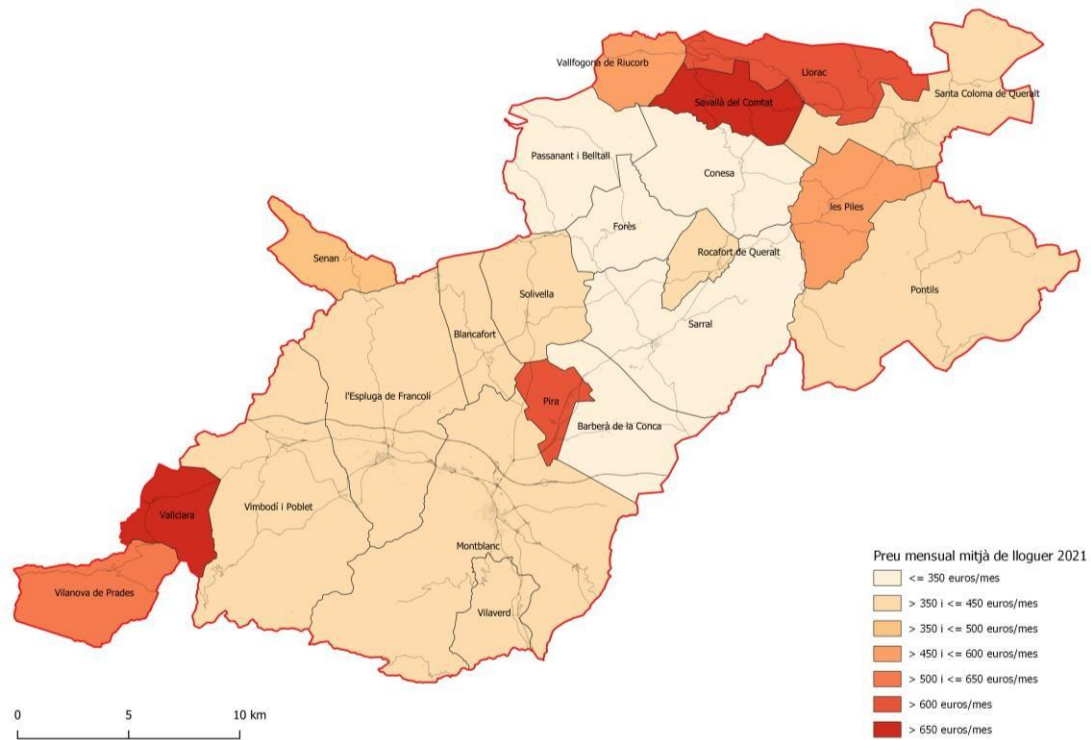 Vallfogona de Riucorb
Llorac
Savallà del Comtat
Santa Coloma de Queralt
Passanant i Belltall
Conesa
les Piles
Forès
Rocafort de Queralt
Senan
Pontils
Solivella
Sarral
Blancafort
l'Espluga de Francolí
Pira
Barberà de la Conca
Vallclara
Vimbodí i Poblet
Montblanc
Vilanova de Prades
Vilaverd
Preu mensual mitjà de lloguer 2021
<= 350 euros/mes
> 350 i <= 450 euros/mes
> 350 i <= 500 euros/mes
> 450 i <= 600 euros/mes
> 500 i <= 650 euros/mes
> 600 euros/mes
> 650 euros/mes
0 5 10 km